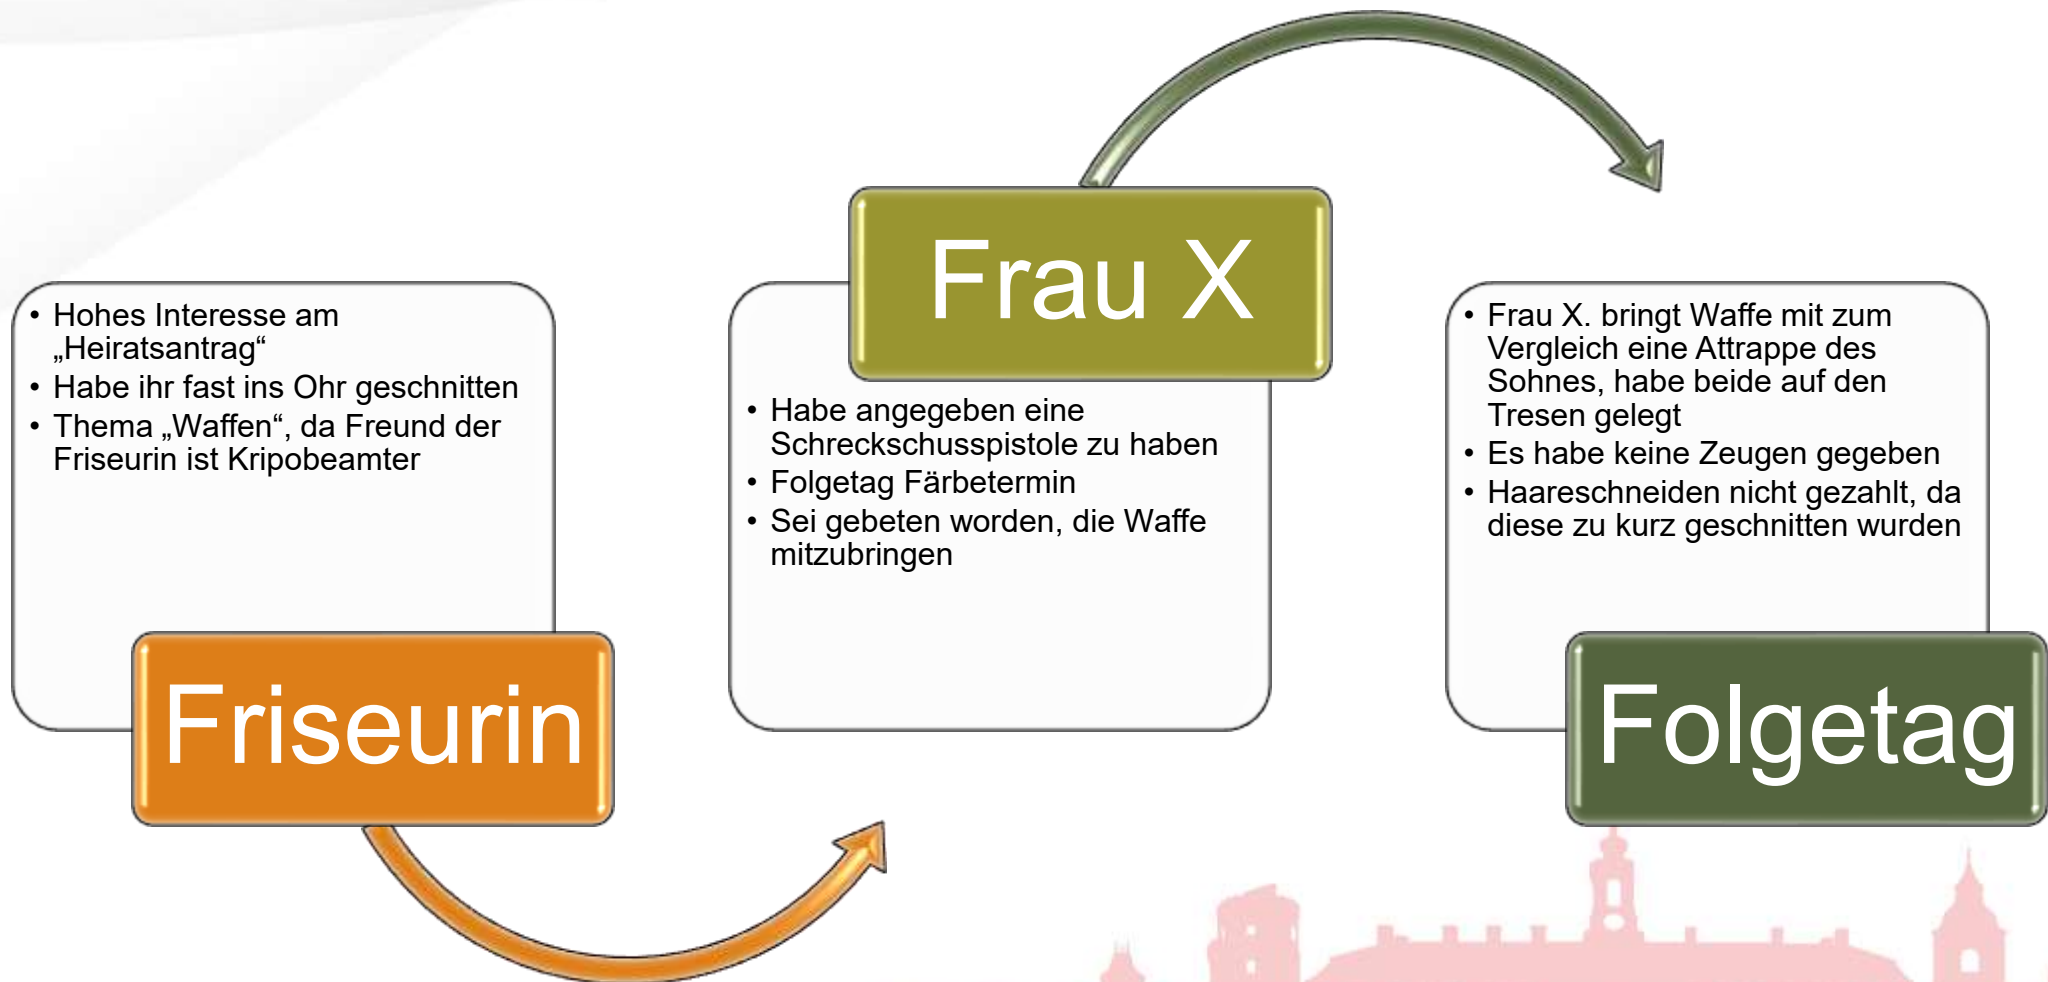 • Hohes Interesse am
„Heiratsantrag“
• Habe ihr fast ins Ohr geschnitten
• Thema „Waffen“, da Freund der
Friseurin ist Kripobeamter
Friseurin
Frau X
• Habe angegeben eine
Schreckschusspistole zu haben
• Folgetag Färbetermin
• Sei gebeten worden, die Waffe
mitzubringen
• Frau X. bringt Waffe mit zum
Vergleich eine Attrappe des
Sohnes, habe beide auf den
Tresen gelegt
• Es habe keine Zeugen gegeben
• Haareschneiden nicht gezahlt, da
diese zu kurz geschnitten wurden
Folgetag